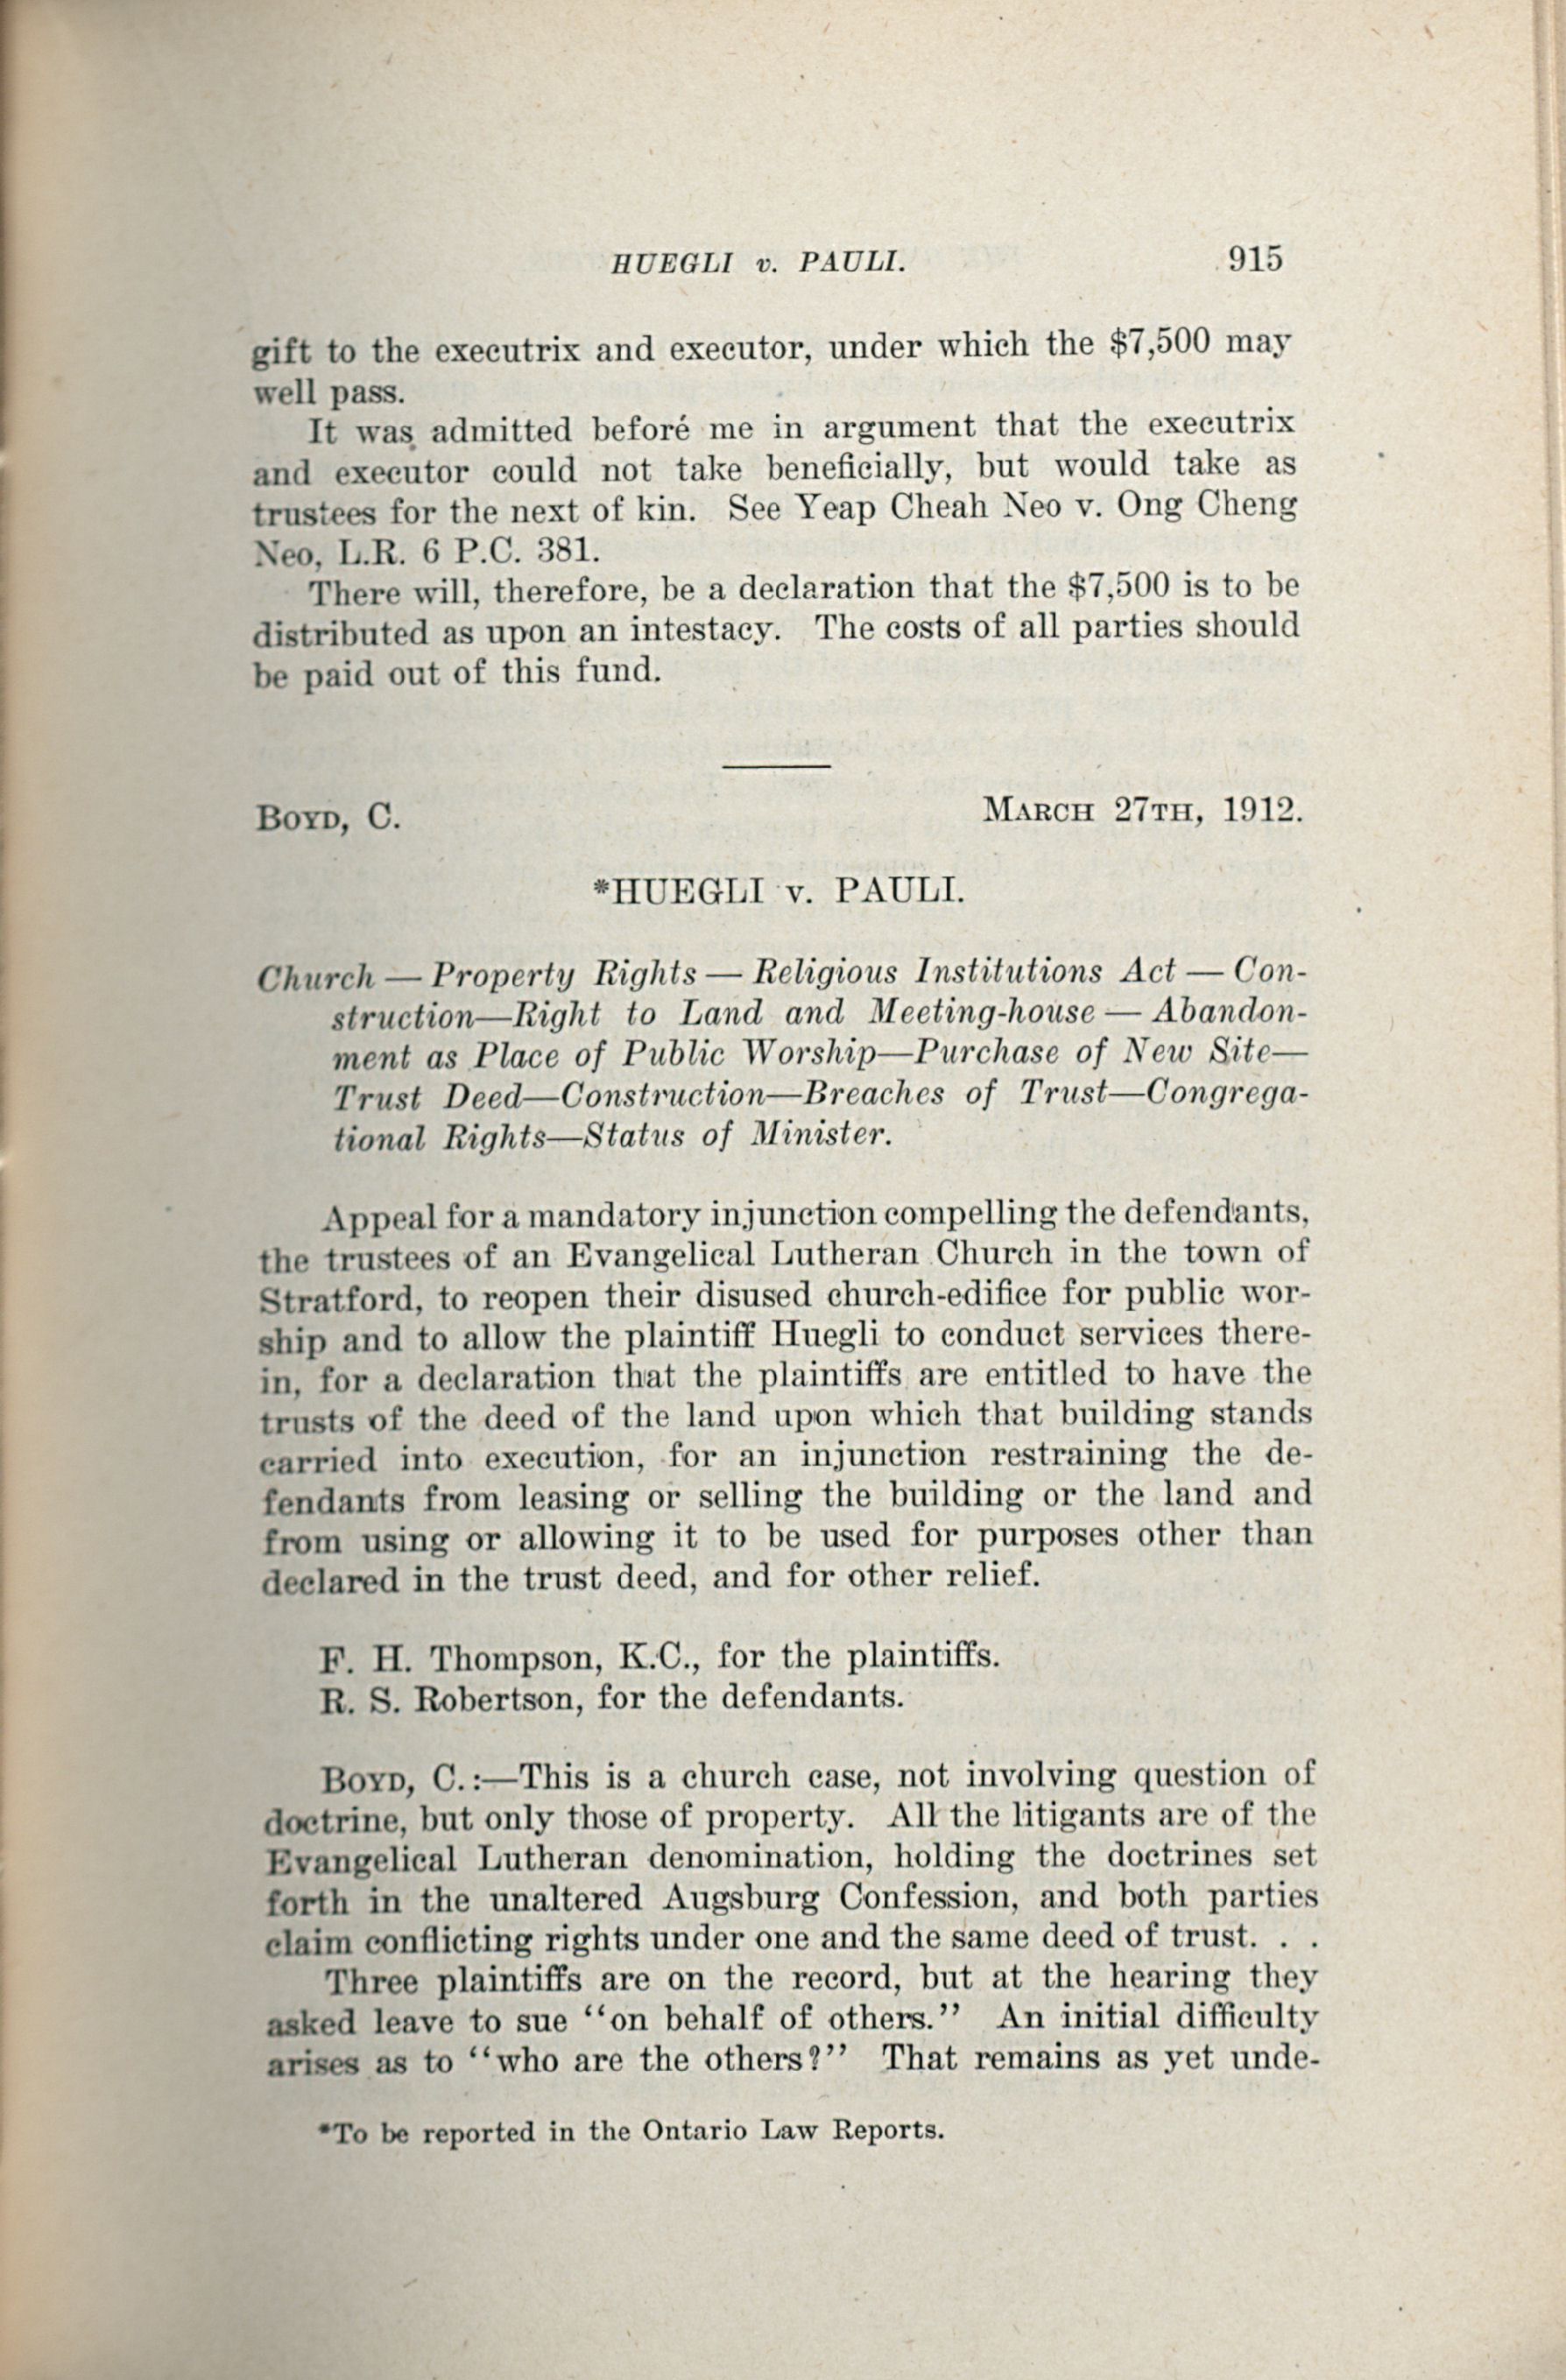 HUEGLI v. PAULI. 915
gift to the executrix and executor, under which the $7,500 may
well pass.
It was admitted beforé me in argument that the executrix
and executor could not take beneficially, but would take as
trustees for the next of kin. See Yeap Cheah Neo v. Ong Cheng
Neo, L.R. 6 P.C. 381.
There will, therefore, be a declaration that the $7,500 is to be
distributed as upon an intestacy. The costs of all parties should
be paid out of this fund.
BOYD, C. MARCH 27TH, 1912.
*HUEGLI v. PAULI.
Church — Property Rights — Religious Institutions Act — Con-
struction—Right to Land and Meeting-house — Abandon-
ment as Place of Public Worship—Purchase of New Site—
Trust Deed—Construction—Breaches of Trust—Congrega-
tional Rights—Status of Minister.
Appeal for a mandatory injunction compelling the defendants,
the trustees of an Evangelical Lutheran Church in the town of
Stratford, to reopen their disused church-edifice for public wor-
ship and to allow the plaintiff Huegli to conduct services there-
in, for a declaration that the plaintiffs are entitled to have the
trusts of the deed of the land upon which that building stands
carried into execution, for an injunction restraining the de-
fendants from leasing or selling the building or the land and
from using or allowing it to be used for purposes other than
declared in the trust deed, and for other relief.
F. H. Thompson, K.C., for the plaintiffs.
R. S. Robertson, for the defendants.
BOYD, C.:—This is a church case, not involving question of
doctrine, but only those of property. All the litigants are of the
Evangelical Lutheran denomination, holding the doctrines set
forth in the unaltered Augsburg Confession, and both parties
claim conflicting rights under one and the same deed of trust. . .
Three plaintiffs are on the record, but at the hearing they
asked leave to sue ‘‘on behalf of others.’’ An initial difficulty
arises as to ‘‘who are the others?’’ That remains as yet unde-
*To be reported in the Ontario Law Reports.